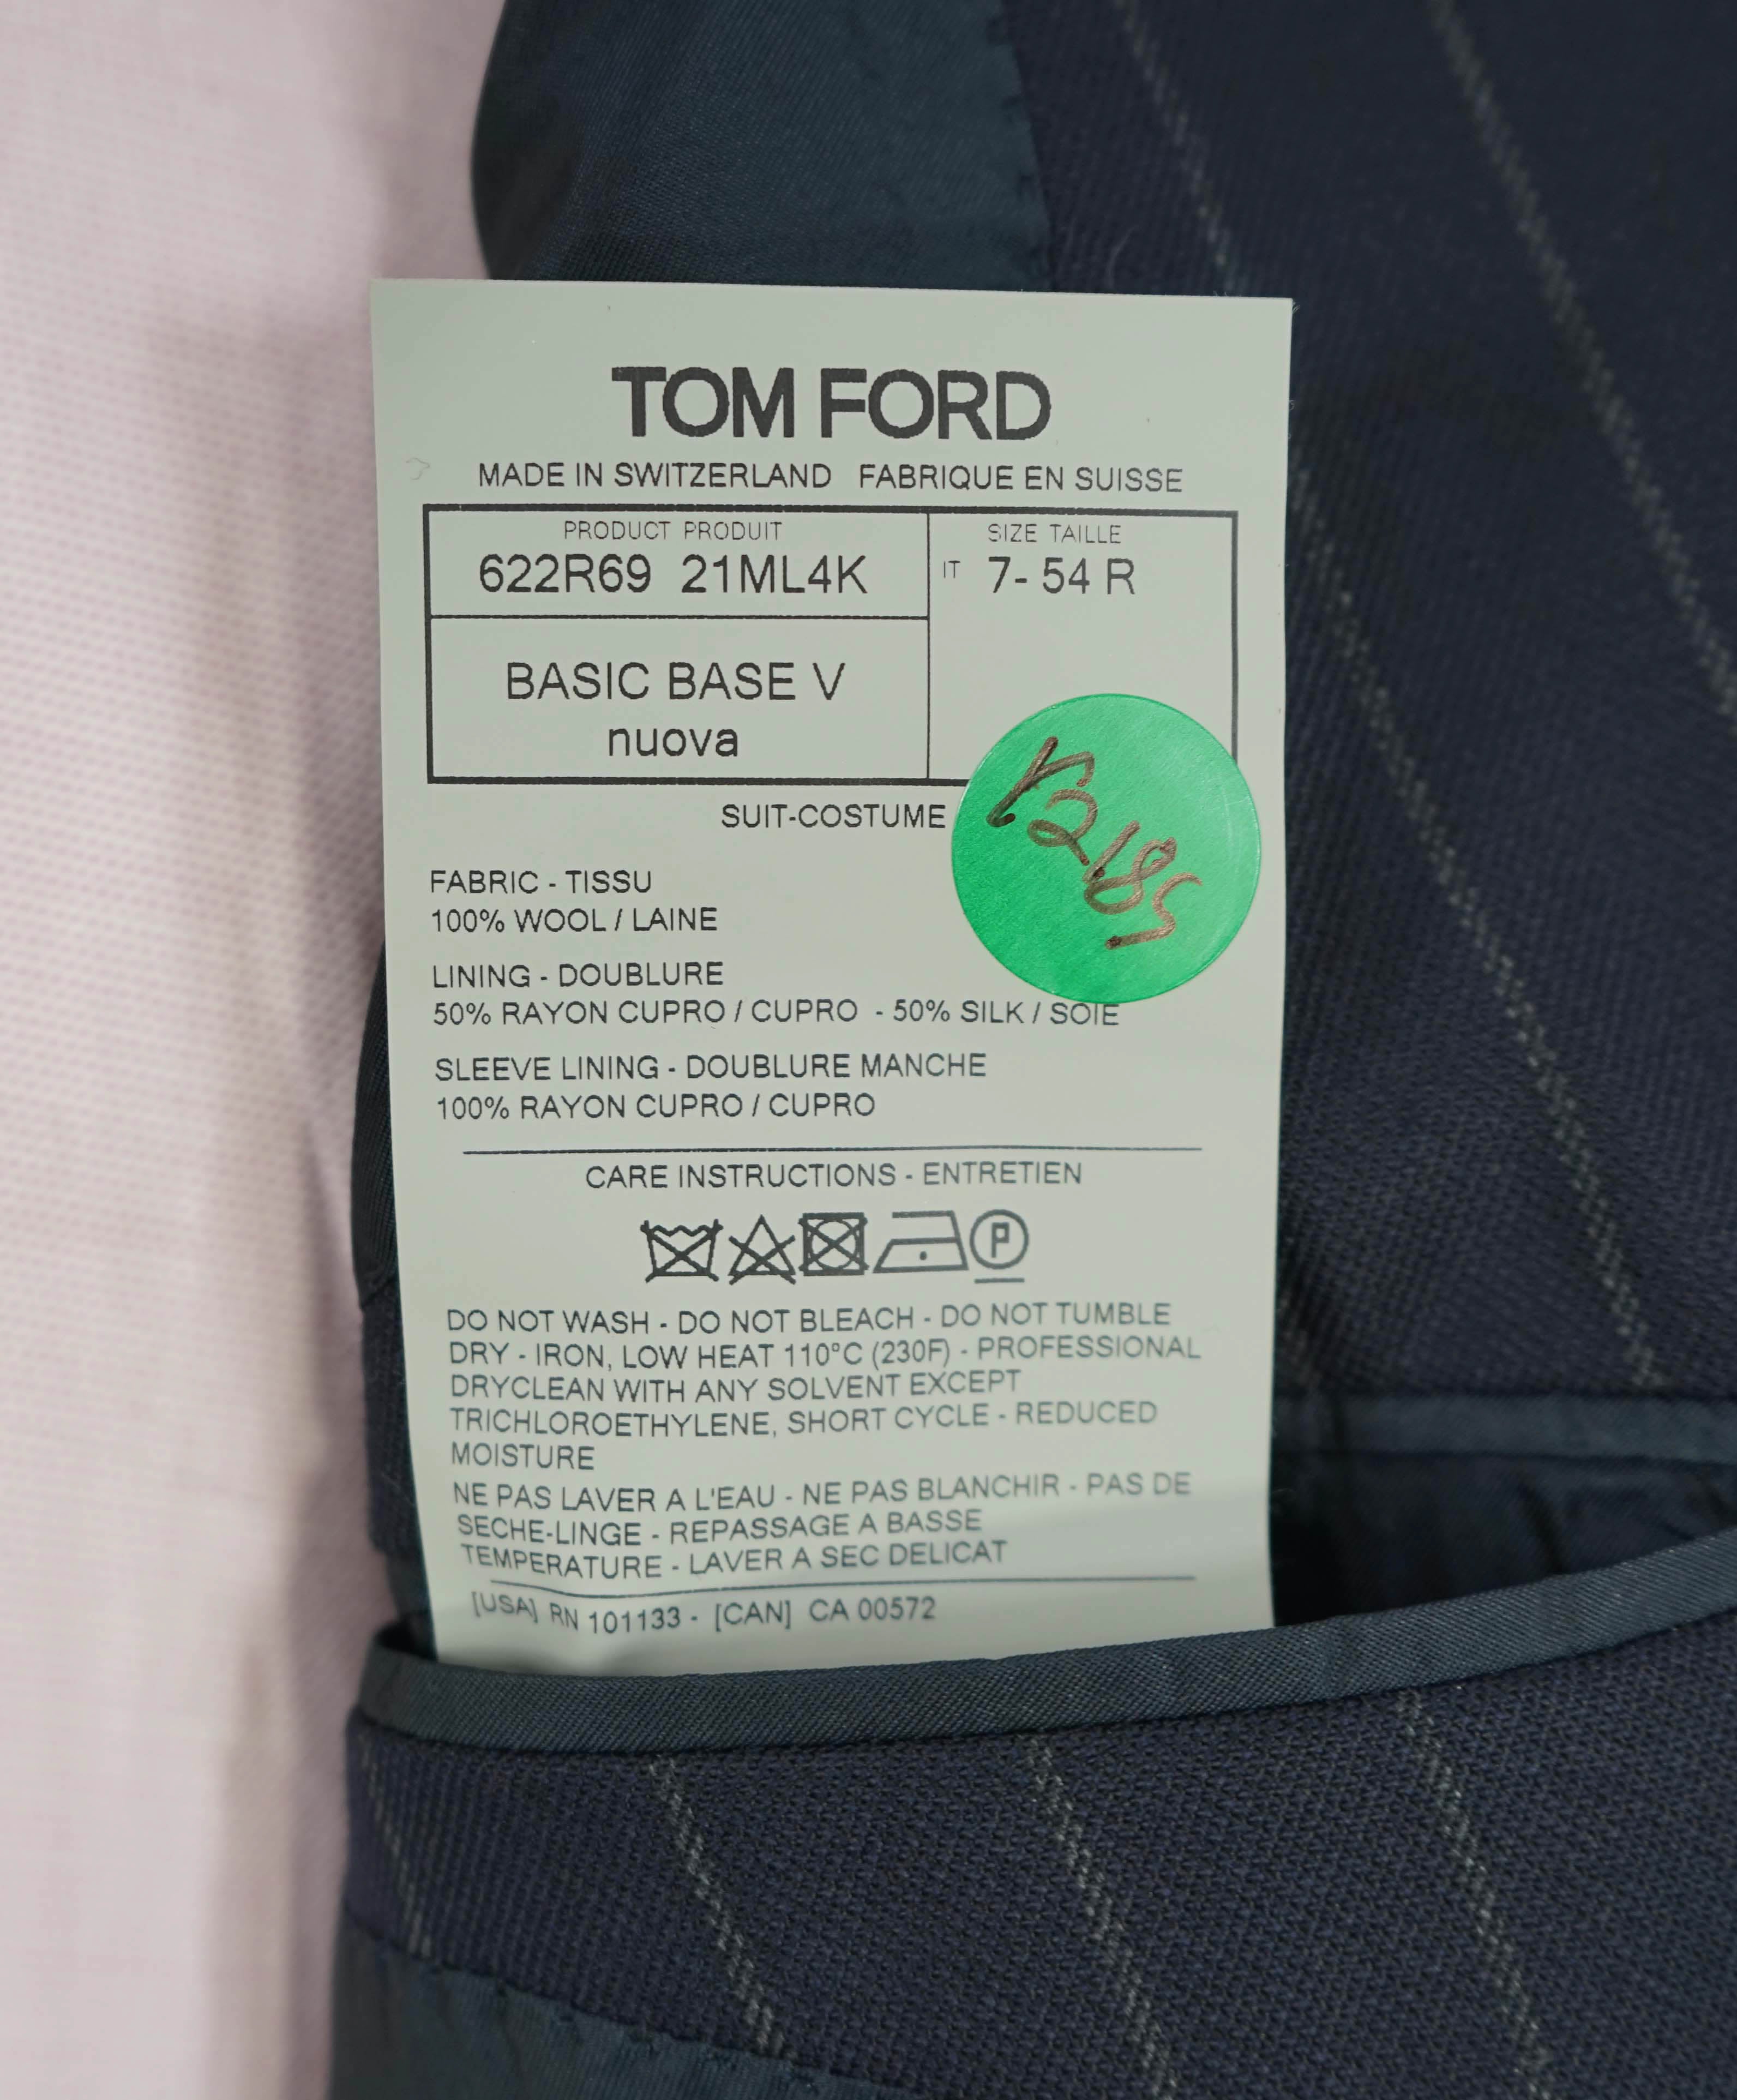 TOM FORD
MADE IN SWITZERLAND FABRIQUE EN SUISSE
PRODUCT PRODUIT
622R69 21ML4K
SIZE TAILLE
IT 7- 54 R
BASIC BASE V
nuova
SUIT-COSTUME
Y2185
FABRIC - TISSU
100% WOOL / LAINE
LINING - DOUBLURE
50% RAYON CUPRO / CUPRO - 50% SILK / SOIE
SLEEVE LINING - DOUBLURE MANCHE
100% RAYON CUPRO / CUPRO
CARE INSTRUCTIONS - ENTRETIEN
P
DO NOT WASH - DO NOT BLEACH - DO NOT TUMBLE
DRY - IRON, LOW HEAT 110°C (230F) - PROFESSIONAL
DRYCLEAN WITH ANY SOLVENT EXCEPT
TRICHLOROETHYLENE, SHORT CYCLE - REDUCED
MOISTURE
NE PAS LAVER A L'EAU - NE PAS BLANCHIR - PAS DE
SECHE-LINGE - REPASSAGE A BASSE
TEMPERATURE - LAVER A SEC DELICAT
[USA] RN 101133 - [CAN] CA 00572